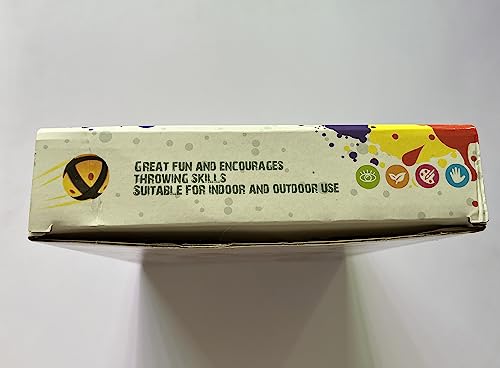 GREAT FUN AND ENCOURAGES
THROWING SKILLS
SUITABLE FOR INDOOR AND OUTDOOR USE